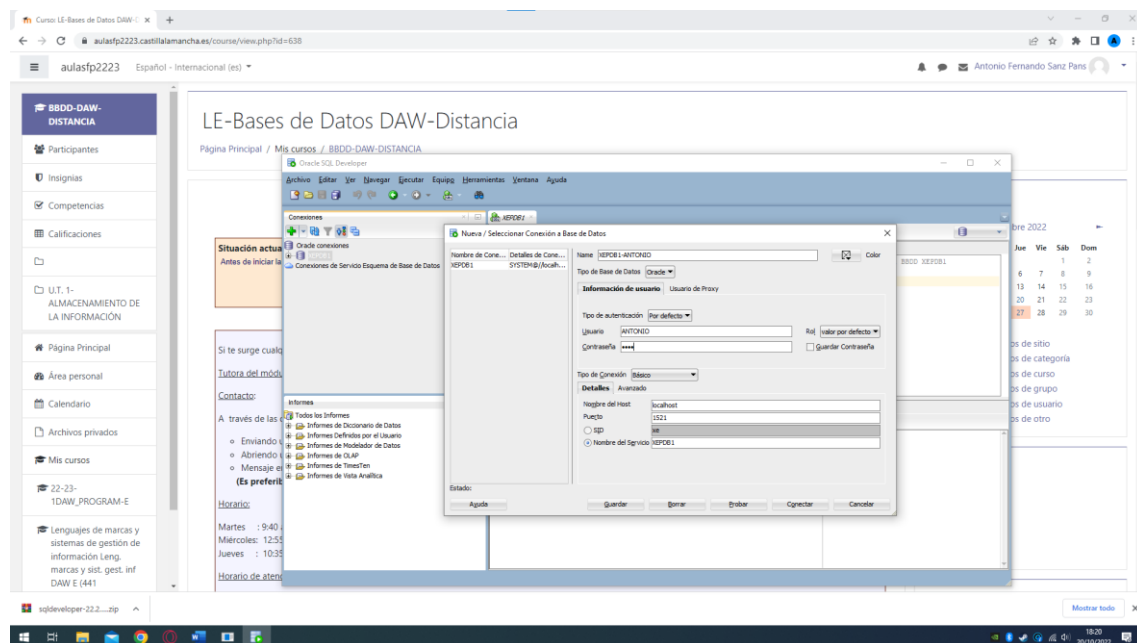 Curso: LE-Bases de Datos DAW-D
aulasfp2223.castillalamancha.es/course/view.php?id=638
aulasfp2223 Español - Internacional (es)
Antonio Fernando Sanz Pans
BBDD-DAW-
DISTANCIA
Participantes
Insignias
Competencias
Calificaciones
U.T. 1-
ALMACENAMIENTO DE
LA INFORMACIÓN
Página Principal
Área personal
Calendario
Archivos privados
Mis cursos
22-23-
1DAW_PROGRAM-E
Lenguajes de marcas y
sistemas de gestión de
información Leng.
marcas y sist. gest. inf
DAW E (441
LE-Bases de Datos DAW-Distancia
Página Principal / Mis cursos / BBDD-DAW-DISTANCIA
Situación actua
Antes de iniciar la
Si te surge cualq
Tutora del módu
Contacto:
A través de las
Enviando
Abriendo
Mensaje e
(Es preferib
Horario:
Martes : 9:40
Miércoles: 12:55
Jueves : 10:35
Horario de atenc
Oracle SQL Developer
Archivo Editar Ver Navegar Ejecutar Equipo Herramientas Ventana Ayuda
Conexiones
Oracle conexiones
XEPDB1
Conexiones de Servicio Esquema de Base de Datos
Informes
Todos los Informes
Informes de Diccionario de Datos
Informes Definidos por el Usuario
Informes de Modelador de Datos
Informes de OLAP
Informes de TimesTen
Informes de Vista Analítica
XEPDB1
BBDD XEPDB1
Nueva / Seleccionar Conexión a Base de Datos
Nombre de Cone... Detalles de Cone...
XEPDB1 SYSTEM@//localh...
Name XEPDB1-ANTONIO Color
Tipo de Base de Datos Oracle
Información de usuario Usuario de Proxy
Tipo de autenticación Por defecto
Usuario ANTONIO Rol valor por defecto
Contraseña •••• Guardar Contraseña
Tipo de Conexión Básico
Detalles Avanzado
Nombre del Host localhost
Puerto 1521
SID xe
Nombre del Servicio XEPDB1
Estado:
Ayuda Guardar Borrar Probar Conectar Cancelar
bre 2022
Jue Vie Sáb Dom
1 2
6 7 8 9
13 14 15 16
20 21 22 23
27 28 29 30
os de sitio
os de categoría
os de curso
os de grupo
os de usuario
os de otro
sqldeveloper-22.2....zip
Mostrar todo
18:20